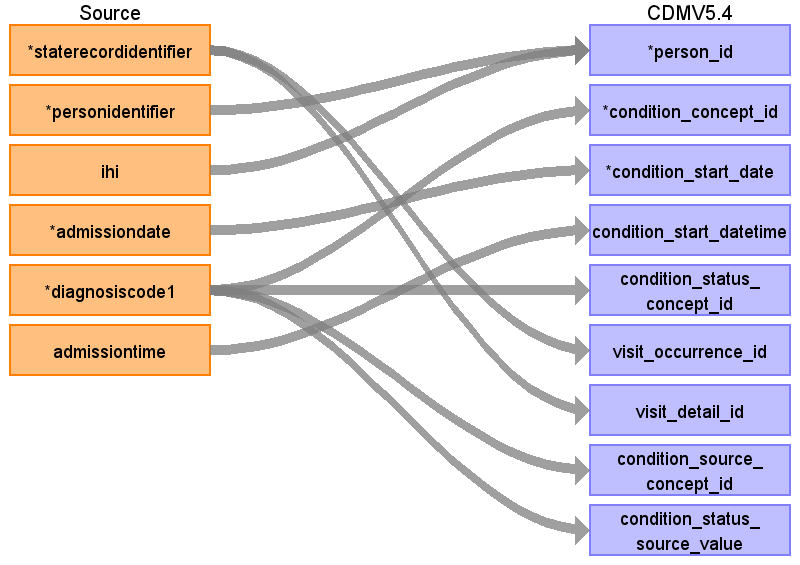 Source
CDMV5.4
*staterecordidentifier
*person_id
*personidentifier
*condition_concept_id
ihi
*condition_start_date
*admissiondate
condition_start_datetime
*diagnosiscode1
condition_status_
concept_id
admissiontime
visit_occurrence_id
visit_detail_id
condition_source_
concept_id
condition_status_
source_value